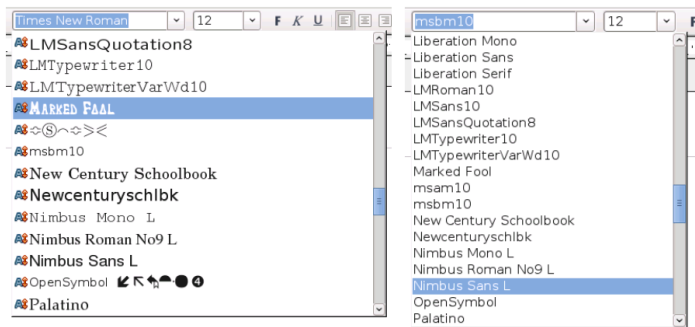 Times New Roman
12
F K U
LMSansQuotation8
LMTypewriter10
LMTypewriterVarWd10
Marked Fool
msbm10
New Century Schoolbook
Newcenturyschlbk
Nimbus Mono L
Nimbus Roman No9 L
Nimbus Sans L
OpenSymbol
Palatino
msbm10
12
Liberation Mono
Liberation Sans
Liberation Serif
LMRoman10
LMSans10
LMSansQuotation8
LMTypewriter10
LMTypewriterVarWd10
Marked Fool
msam10
msbm10
New Century Schoolbook
Newcenturyschlbk
Nimbus Mono L
Nimbus Roman No9 L
Nimbus Sans L
OpenSymbol
Palatino